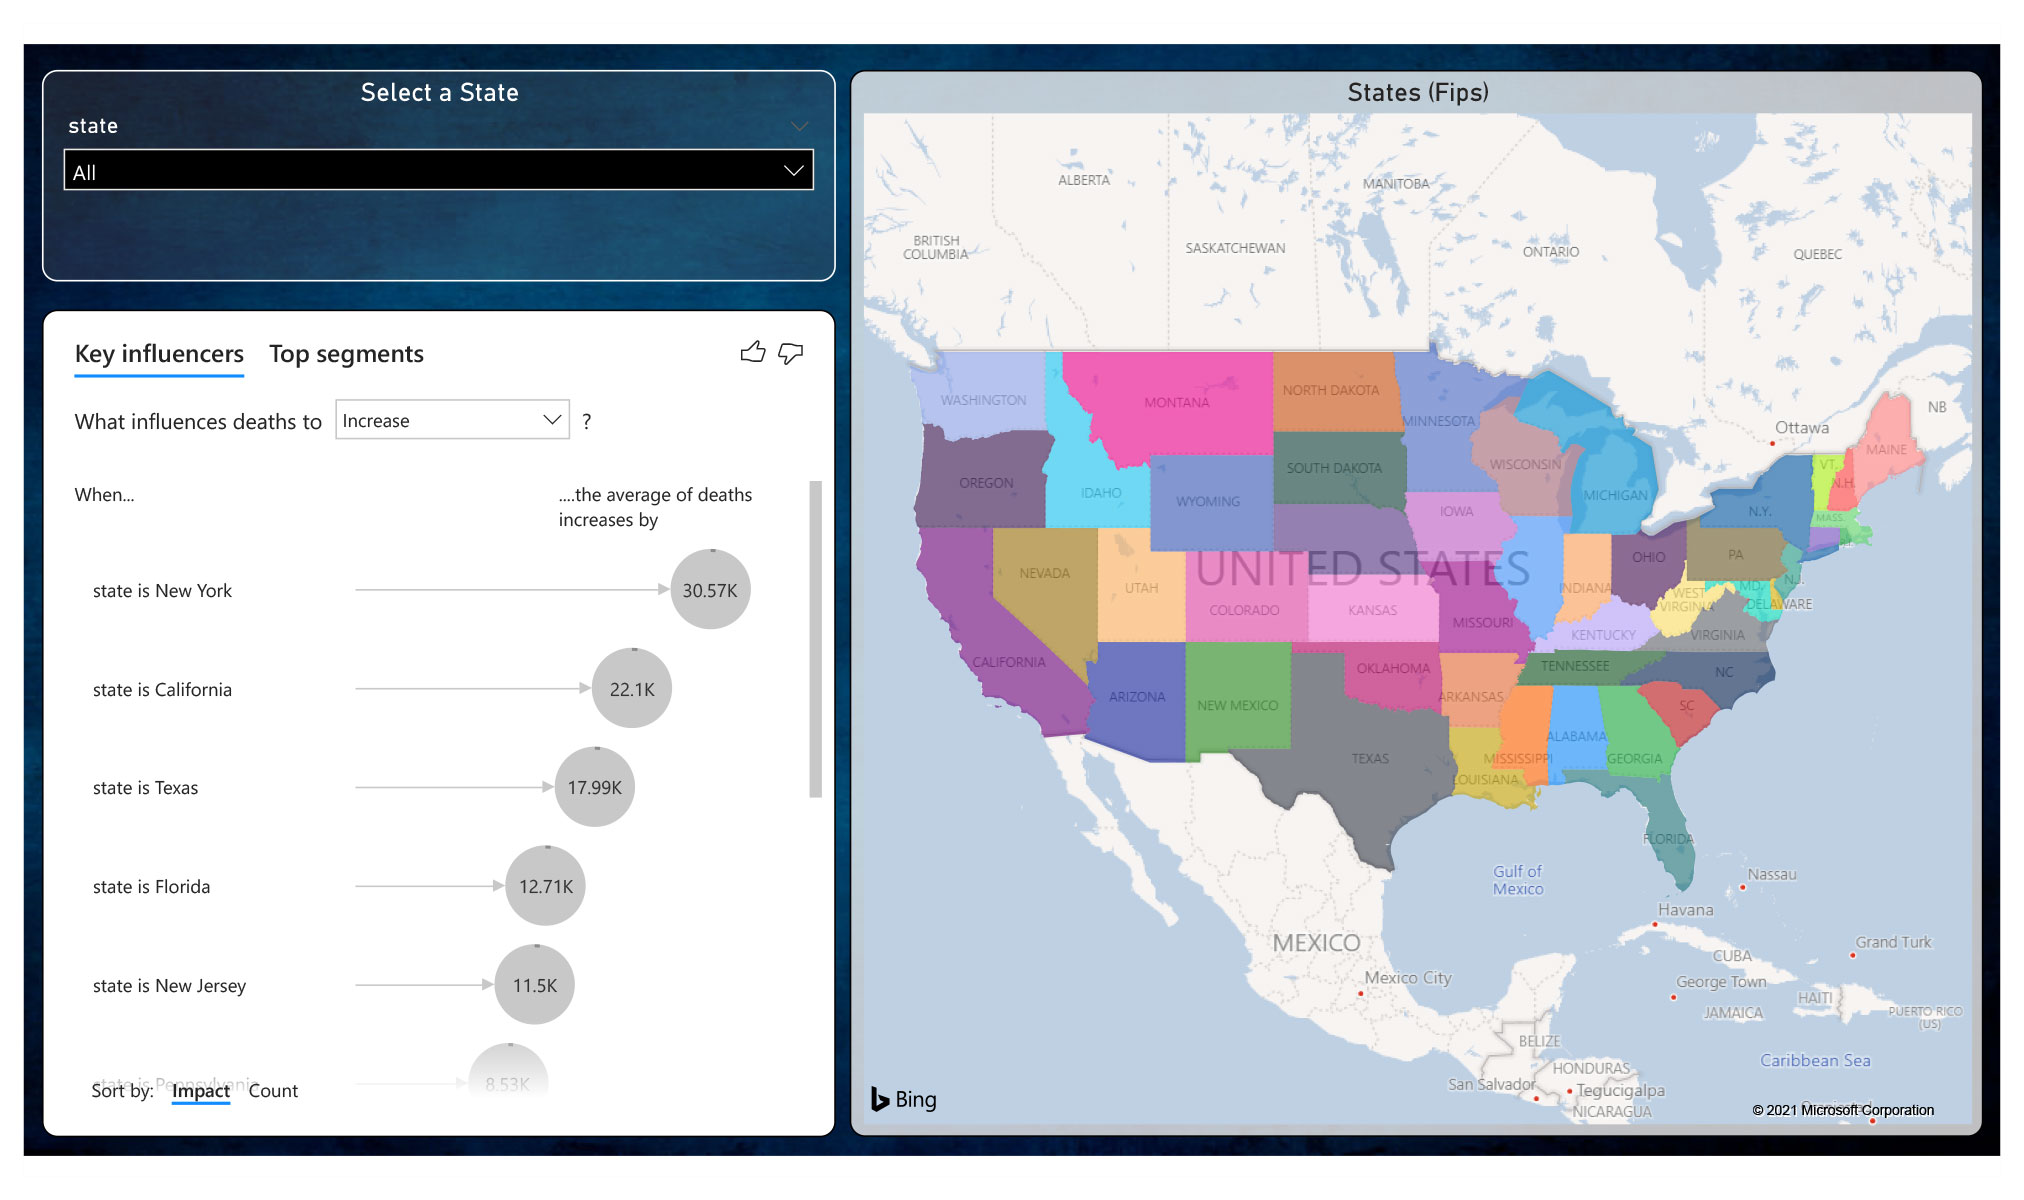 Select a State
state
All
Key influencers
Top segments
What influences deaths to
Increase
?
When...
....the average of deaths
increases by
state is New York
30.57K
state is California
22.1K
state is Texas
17.99K
state is Florida
12.71K
state is New Jersey
11.5K
state is Pennsylvania
8.53K
Sort by:
Impact
Count
States (Fips)
ALBERTA
MANITOBA
BRITISH
COLUMBIA
SASKATCHEWAN
ONTARIO
QUEBEC
NB
Ottawa
WASHINGTON
MONTANA
NORTH DAKOTA
MINNESOTA
MAINE
OREGON
IDAHO
WYOMING
SOUTH DAKOTA
WISCONSIN
MICHIGAN
VT.
N.H.
IOWA
N.Y.
MASS.
UNITED STATES
NEVADA
UTAH
COLORADO
KANSAS
INDIANA
OHIO
PA
N.J.
MD.
WEST
VIRGINIA
DELAWARE
MISSOURI
KENTUCKY
VIRGINIA
CALIFORNIA
ARIZONA
NEW MEXICO
OKLAHOMA
ARKANSAS
TENNESSEE
NC
SC
TEXAS
LOUISIANA
MISSISSIPPI
ALABAMA
GEORGIA
FLORIDA
Gulf of
Mexico
Nassau
Havana
MEXICO
Mexico City
CUBA
Grand Turk
George Town
JAMAICA
HAITI
PUERTO RICO
(US)
BELIZE
HONDURAS
Caribbean Sea
San Salvador
Tegucigalpa
NICARAGUA
Bing
© 2021 Microsoft Corporation